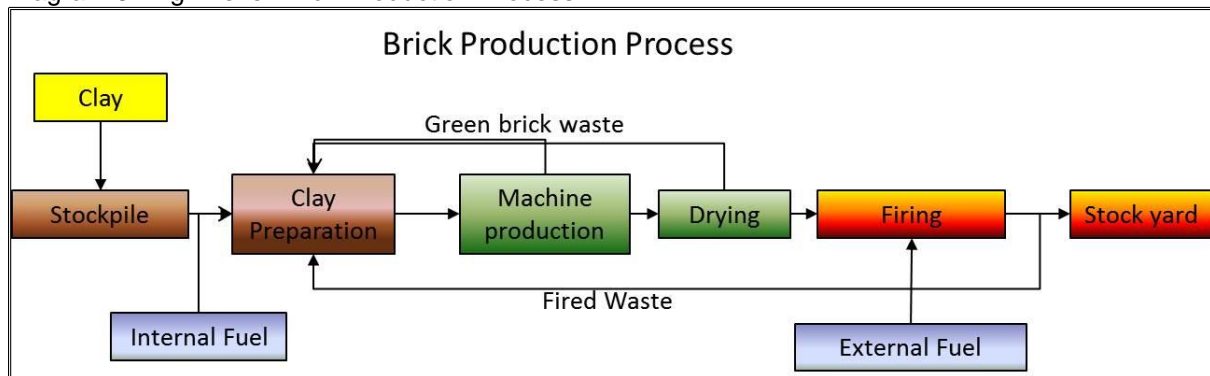 Brick Production Process
Clay
Green brick waste
Stockpile
Clay
Preparation
Machine
production
Drying
Firing
Stock yard
Fired Waste
Internal Fuel
External Fuel